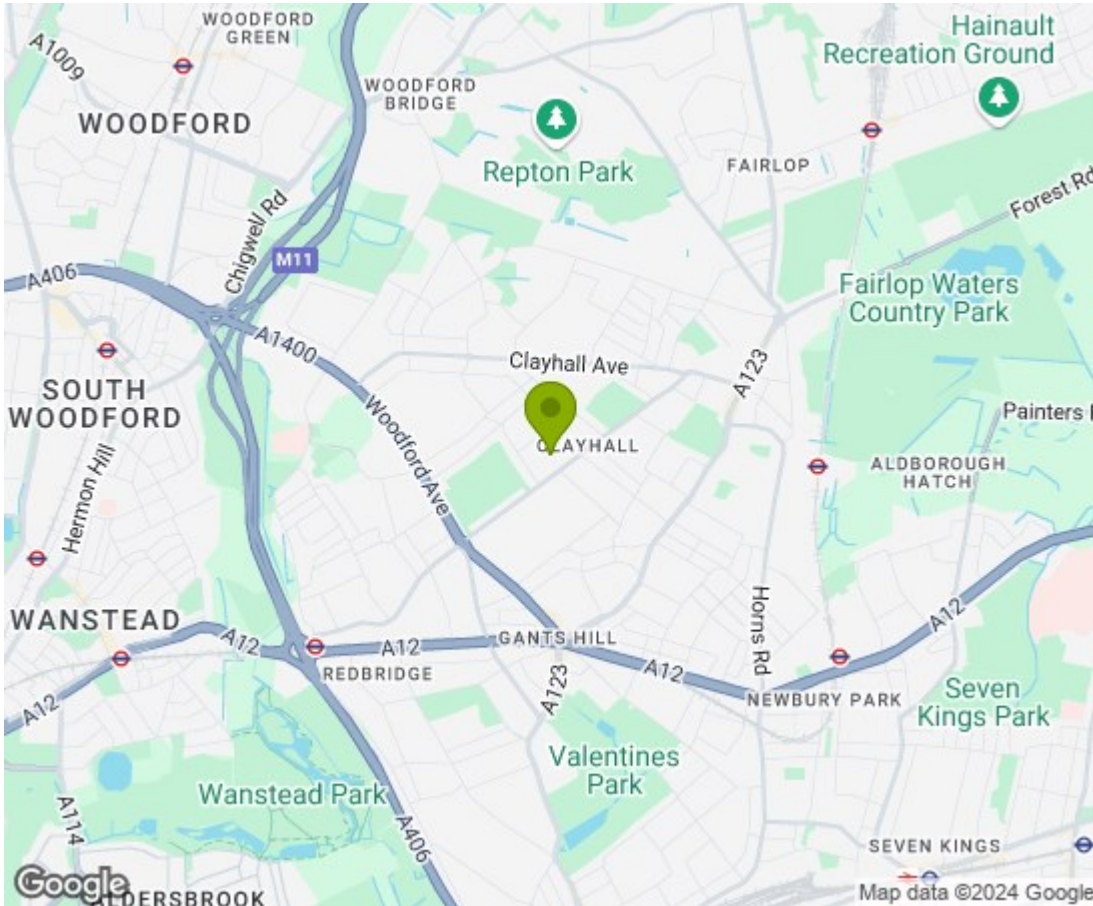 WOODFORD
GREEN
Hainault
Recreation Ground
A1009
WOODFORD
BRIDGE
WOODFORD
Repton Park
FAIRLOP
Forest Rd
Chigwell Rd
M11
A406
Fairlop Waters
Country Park
A1400
Clayhall Ave
A123
SOUTH
WOODFORD
Woodford Ave
Painters
CLAYHALL
ALDBOROUGH
HATCH
Hermon Hill
WANSTEAD
A12
A12
GANTS HILL
Horns Rd
A12
REDBRIDGE
A12
A123
NEWBURY PARK
Seven
Kings Park
A12
Valentines
Park
Wanstead Park
A114
A406
SEVEN KINGS
Google
ALDERSBROOK
Map data ©2024 Google